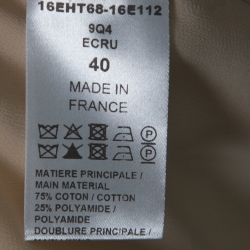 16EHT68-16E112
9Q4
ECRU
40
MADE IN
FRANCE
P
P
MATIERE PRINCIPALE /
MAIN MATERIAL
75% COTON / COTTON
25% POLYAMIDE /
POLYAMIDE
DOUBLURE PRINCIPALE /